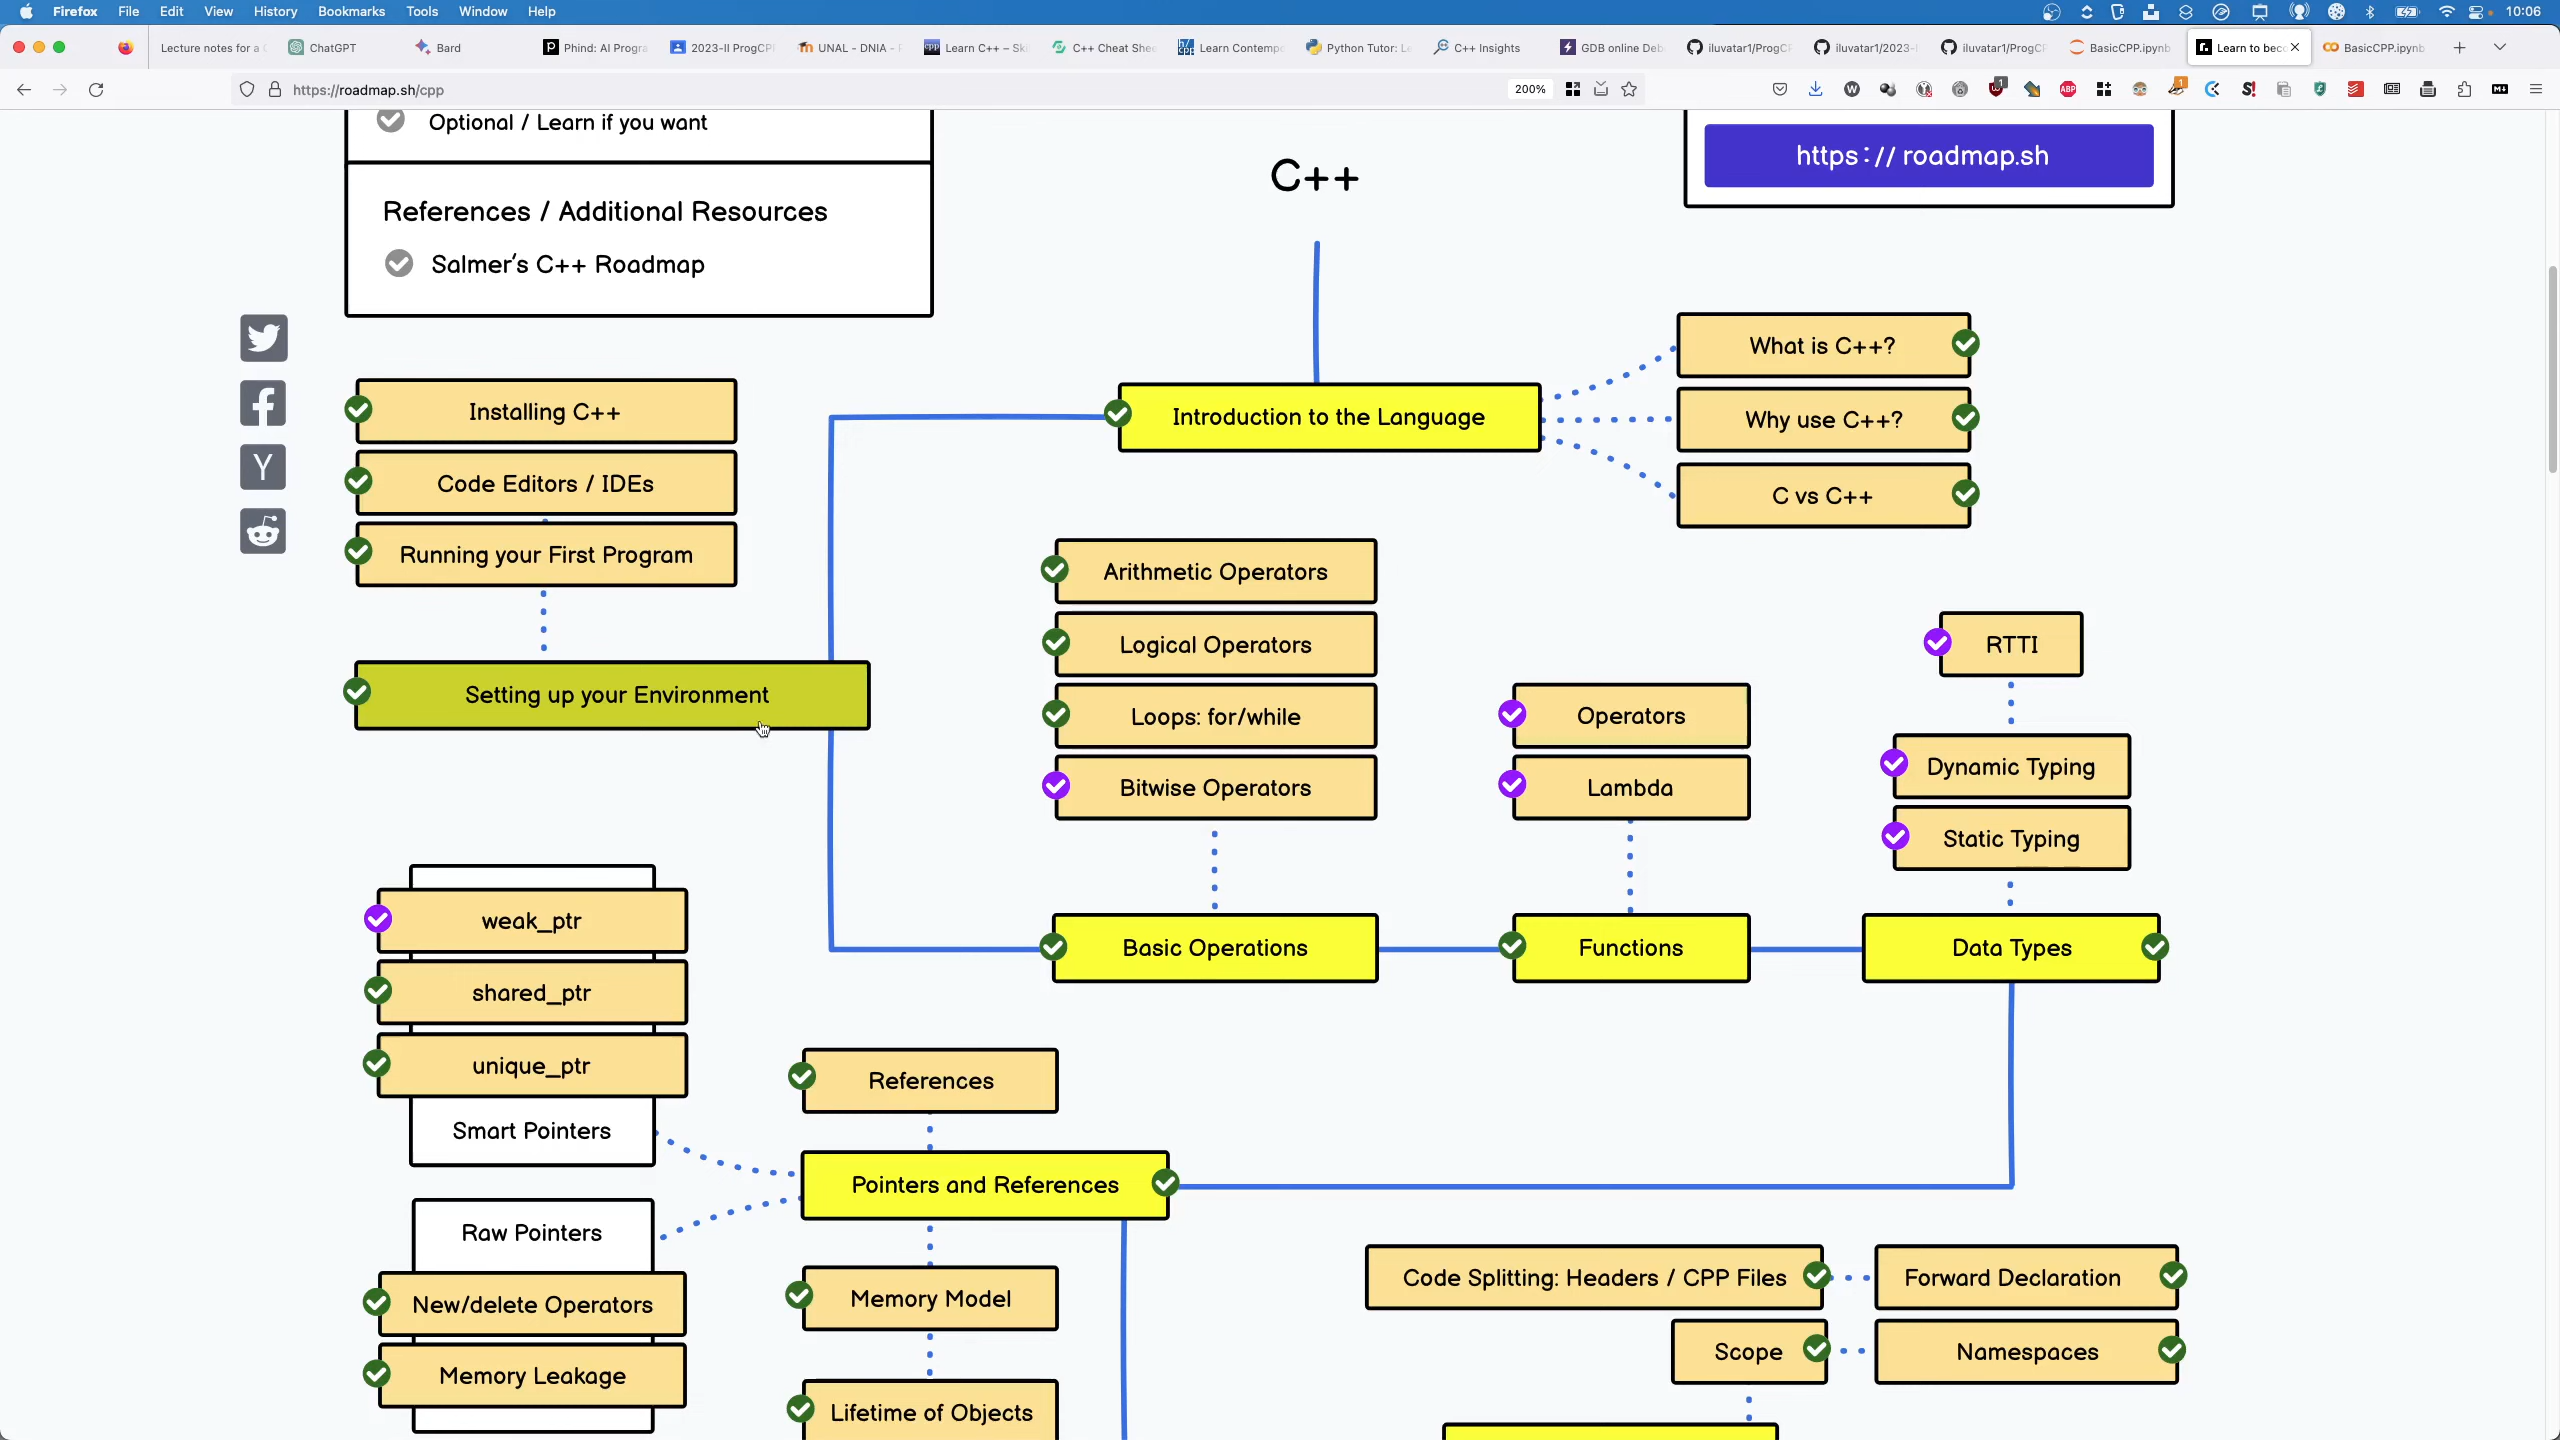 Firefox File Edit View History Bookmarks Tools Window Help
10:06
Lecture notes for a
ChatGPT
Bard
Phind: AI Progra
2023-II ProgCP
UNAL - DNIA -
Learn C++ – Ski
C++ Cheat She
Learn Contemp
Python Tutor: Le
C++ Insights
GDB online Deb
iluvatar1/ProgC
iluvatar1/2023-
iluvatar1/ProgC
BasicCPP.ipynb
Learn to bec
BasicCPP.ipynb
https://roadmap.sh/cpp
200%
Optional / Learn if you want
References / Additional Resources
Salmer's C++ Roadmap
C++
https://roadmap.sh
Introduction to the Language
What is C++?
Why use C++?
C vs C++
Installing C++
Code Editors / IDEs
Running your First Program
Setting up your Environment
Arithmetic Operators
Logical Operators
Loops: for/while
Bitwise Operators
Operators
Lambda
RTTI
Dynamic Typing
Static Typing
Basic Operations
Functions
Data Types
weak_ptr
shared_ptr
unique_ptr
Smart Pointers
References
Pointers and References
Raw Pointers
New/delete Operators
Memory Leakage
Memory Model
Lifetime of Objects
Code Splitting: Headers / CPP Files
Forward Declaration
Scope
Namespaces